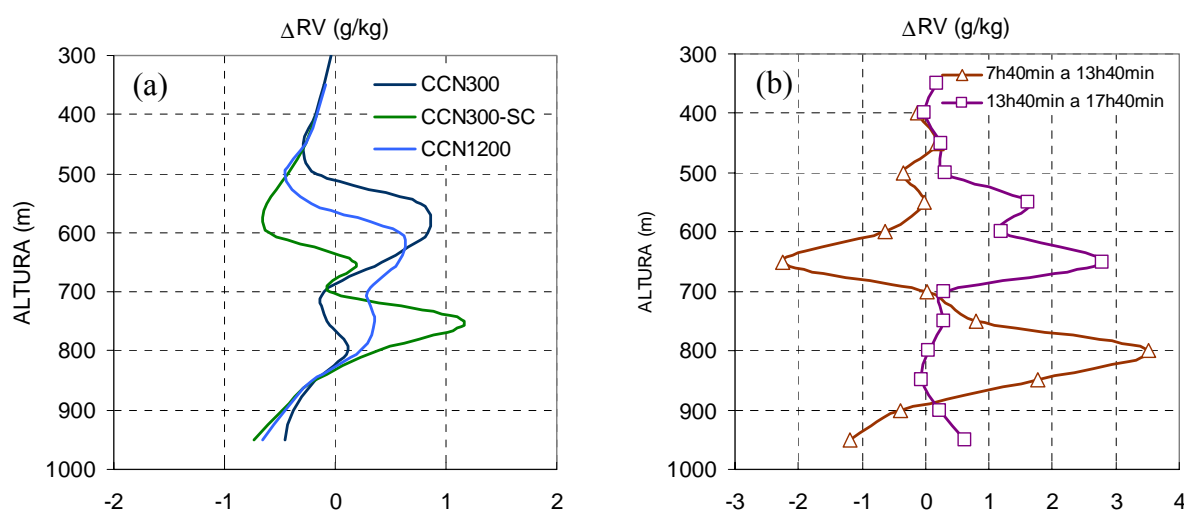 ΔRV (g/kg)
300
400
500
600
700
800
900
1000
-2
-1
0
1
2
ALTURA (m)
(a)
CCN300
CCN300-SC
CCN1200
ΔRV (g/kg)
300
400
500
600
700
800
900
1000
-3
-2
-1
0
1
2
3
4
ALTURA (m)
(b)
7h40min a 13h40min
13h40min a 17h40min